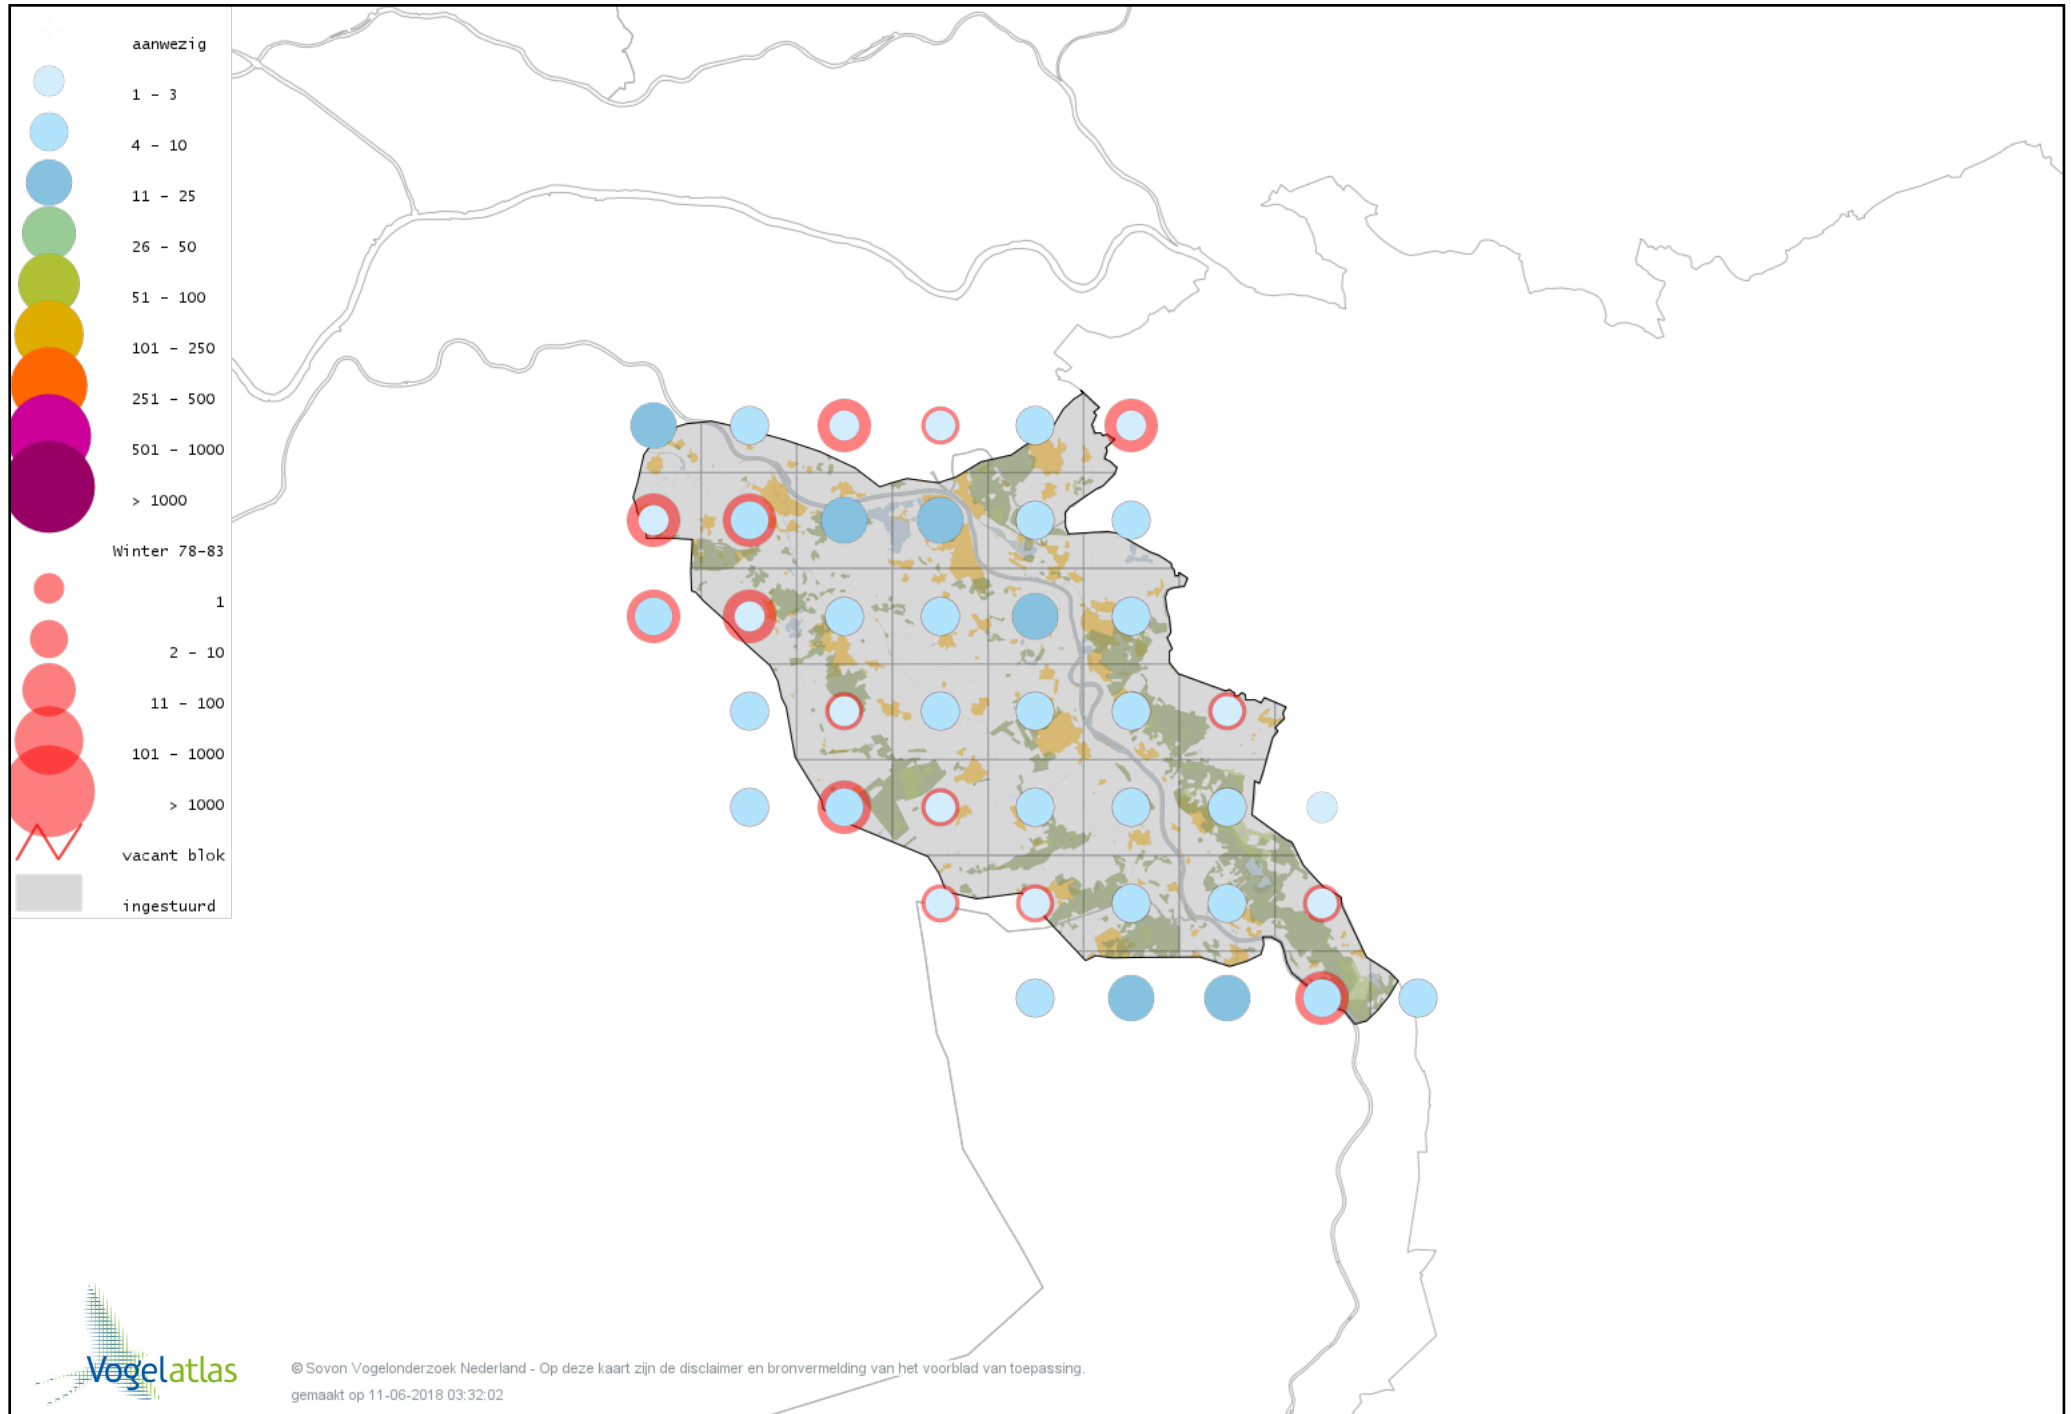 aanwezig
1 - 3
4 - 10
11 - 25
26 - 50
51 - 100
101 - 250
251 - 500
501 - 1000
> 1000
Winter 78-83
1
2 - 10
11 - 100
101 - 1000
> 1000
vacant blok
ingestuurd
Vogelatlas
© Sovon Vogelonderzoek Nederland - Op deze kaart zijn de disclaimer en bronvermelding van het voorblad van toepassing.
gemaakt op 11-06-2018 03:32:02